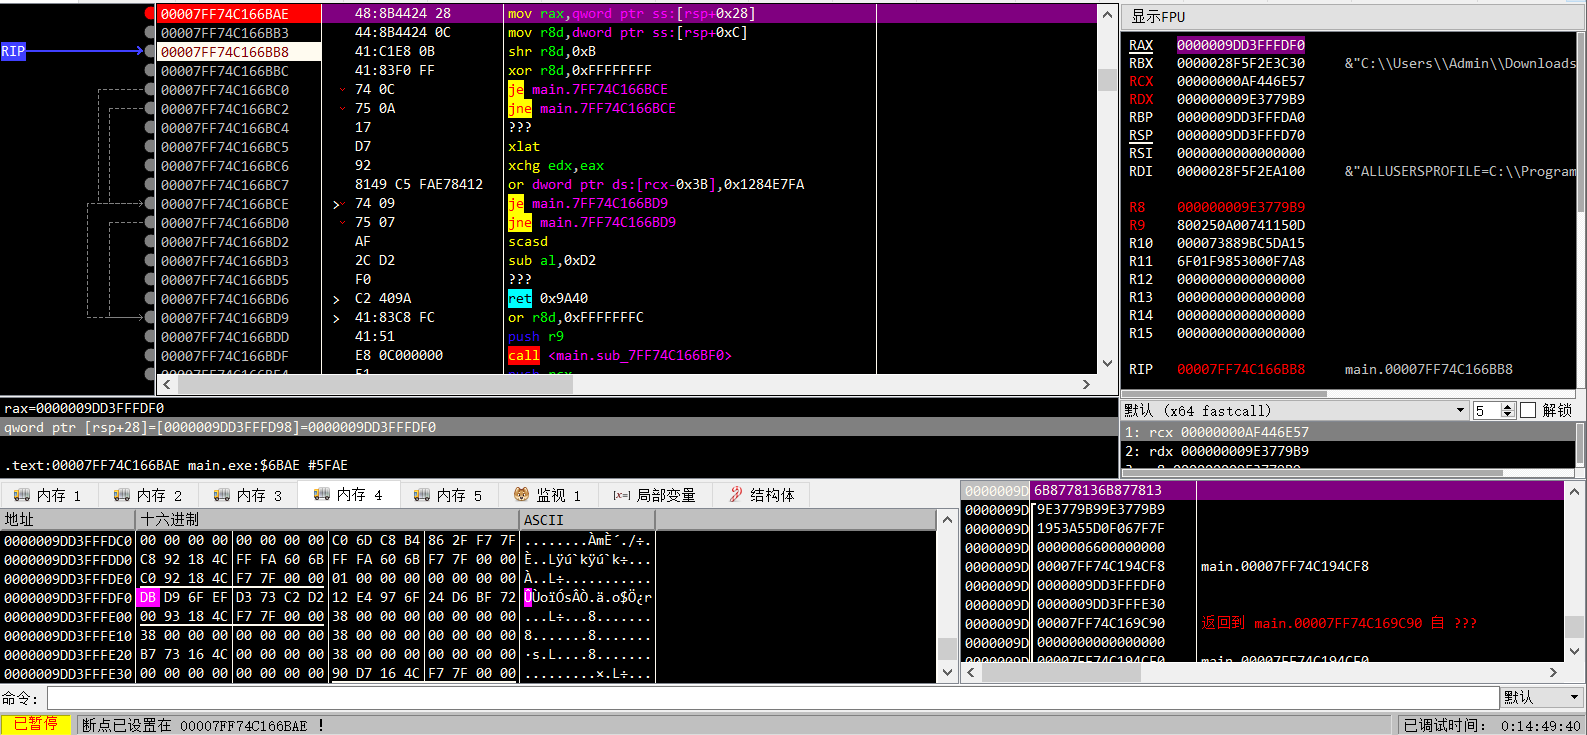 00007FF74C166BAE 48:8B4424 28 mov rax,qword ptr ss:[rsp+0x28]
00007FF74C166BB3 44:8B4424 0C mov r8d,dword ptr ss:[rsp+0xC]
RIP 00007FF74C166BB8 41:C1E8 0B shr r8d,0xB
00007FF74C166BBC 41:83F0 FF xor r8d,0xFFFFFFFF
00007FF74C166BC0 74 0C je main.7FF74C166BCE
00007FF74C166BC2 75 0A jne main.7FF74C166BCE
00007FF74C166BC4 17 ???
00007FF74C166BC5 D7 xlat
00007FF74C166BC6 92 xchg edx,eax
00007FF74C166BC7 8149 C5 FAE78412 or dword ptr ds:[rcx-0x3B],0x1284E7FA
00007FF74C166BCE 74 09 je main.7FF74C166BD9
00007FF74C166BD0 75 07 jne main.7FF74C166BD9
00007FF74C166BD2 AF scasd
00007FF74C166BD3 2C D2 sub al,0xD2
00007FF74C166BD5 F0 ???
00007FF74C166BD6 C2 409A ret 0x9A40
00007FF74C166BD9 41:83C8 FC or r8d,0xFFFFFFFC
00007FF74C166BDD 41:51 push r9
00007FF74C166BDF E8 0C000000 call <main.sub_7FF74C166BF0>
显示FPU
RAX 0000009DD3FFFDF0
RBX 0000028F5F2E3C30 &"C:\\Users\\Admin\\Downloads
RCX 00000000AF446E57
RDX 000000009E3779B9
RBP 0000009DD3FFFDA0
RSP 0000009DD3FFFD70
RSI 0000000000000000
RDI 0000028F5F2EA100 &"ALLUSERSPROFILE=C:\\Program
R8 000000009E3779B9
R9 800250A00741150D
R10 000073889BC5DA15
R11 6F01F9853000F7A8
R12 0000000000000000
R13 0000000000000000
R14 0000000000000000
R15 0000000000000000
RIP 00007FF74C166BB8 main.00007FF74C166BB8
默认 (x64 fastcall) 5 解锁
1: rcx 00000000AF446E57
2: rdx 000000009E3779B9
rax=0000009DD3FFFDF0
qword ptr [rsp+28]=[0000009DD3FFFD98]=0000009DD3FFFDF0
.text:00007FF74C166BAE main.exe:$6BAE #5FAE
内存 1 内存 2 内存 3 内存 4 内存 5 监视 1 [x=] 局部变量 结构体
地址 十六进制 ASCII
0000009DD3FFFDC0 00 00 00 00 00 00 00 00 C0 6D C8 B4 86 2F F7 7F ........ÀmÈ´./÷.
0000009DD3FFFDD0 C8 92 18 4C FF FA 60 6B FF FA 60 6B F7 7F 00 00 È..Lÿú`kÿú`k÷...
0000009DD3FFFDE0 C0 92 18 4C F7 7F 00 00 01 00 00 00 00 00 00 00 À..L÷...........
0000009DD3FFFDF0 DB D9 6F EF D3 73 C2 D2 12 E4 97 6F 24 D6 BF 72 ÛÙoïÓsÂÒ.ä.o$Ö¿r
0000009DD3FFFE00 00 93 18 4C F7 7F 00 00 38 00 00 00 00 00 00 00 ...L÷...8.......
0000009DD3FFFE10 38 00 00 00 00 00 00 00 38 00 00 00 00 00 00 00 8.......8.......
0000009DD3FFFE20 B7 73 16 4C 00 00 00 00 38 00 00 00 00 00 00 00 ·s.L....8.......
0000009DD3FFFE30 00 00 00 00 00 00 00 00 90 D7 16 4C F7 7F 00 00 .........×.L÷...
0000009D 6B8778136B877813
0000009D 9E3779B99E3779B9
0000009D 1953A55D0F067F7F
0000009D 0000006600000000
0000009D 00007FF74C194CF8 main.00007FF74C194CF8
0000009D 0000009DD3FFFDF0
0000009D 0000009DD3FFFE30
0000009D 00007FF74C169C90 返回到 main.00007FF74C169C90 自 ???
0000009D 0000000000000000
0000009D 00007FF74C194CF0 main.00007FF74C194CF0
命令: 默认
已暂停 断点已设置在 00007FF74C166BAE ! 已调试时间: 0:14:49:40